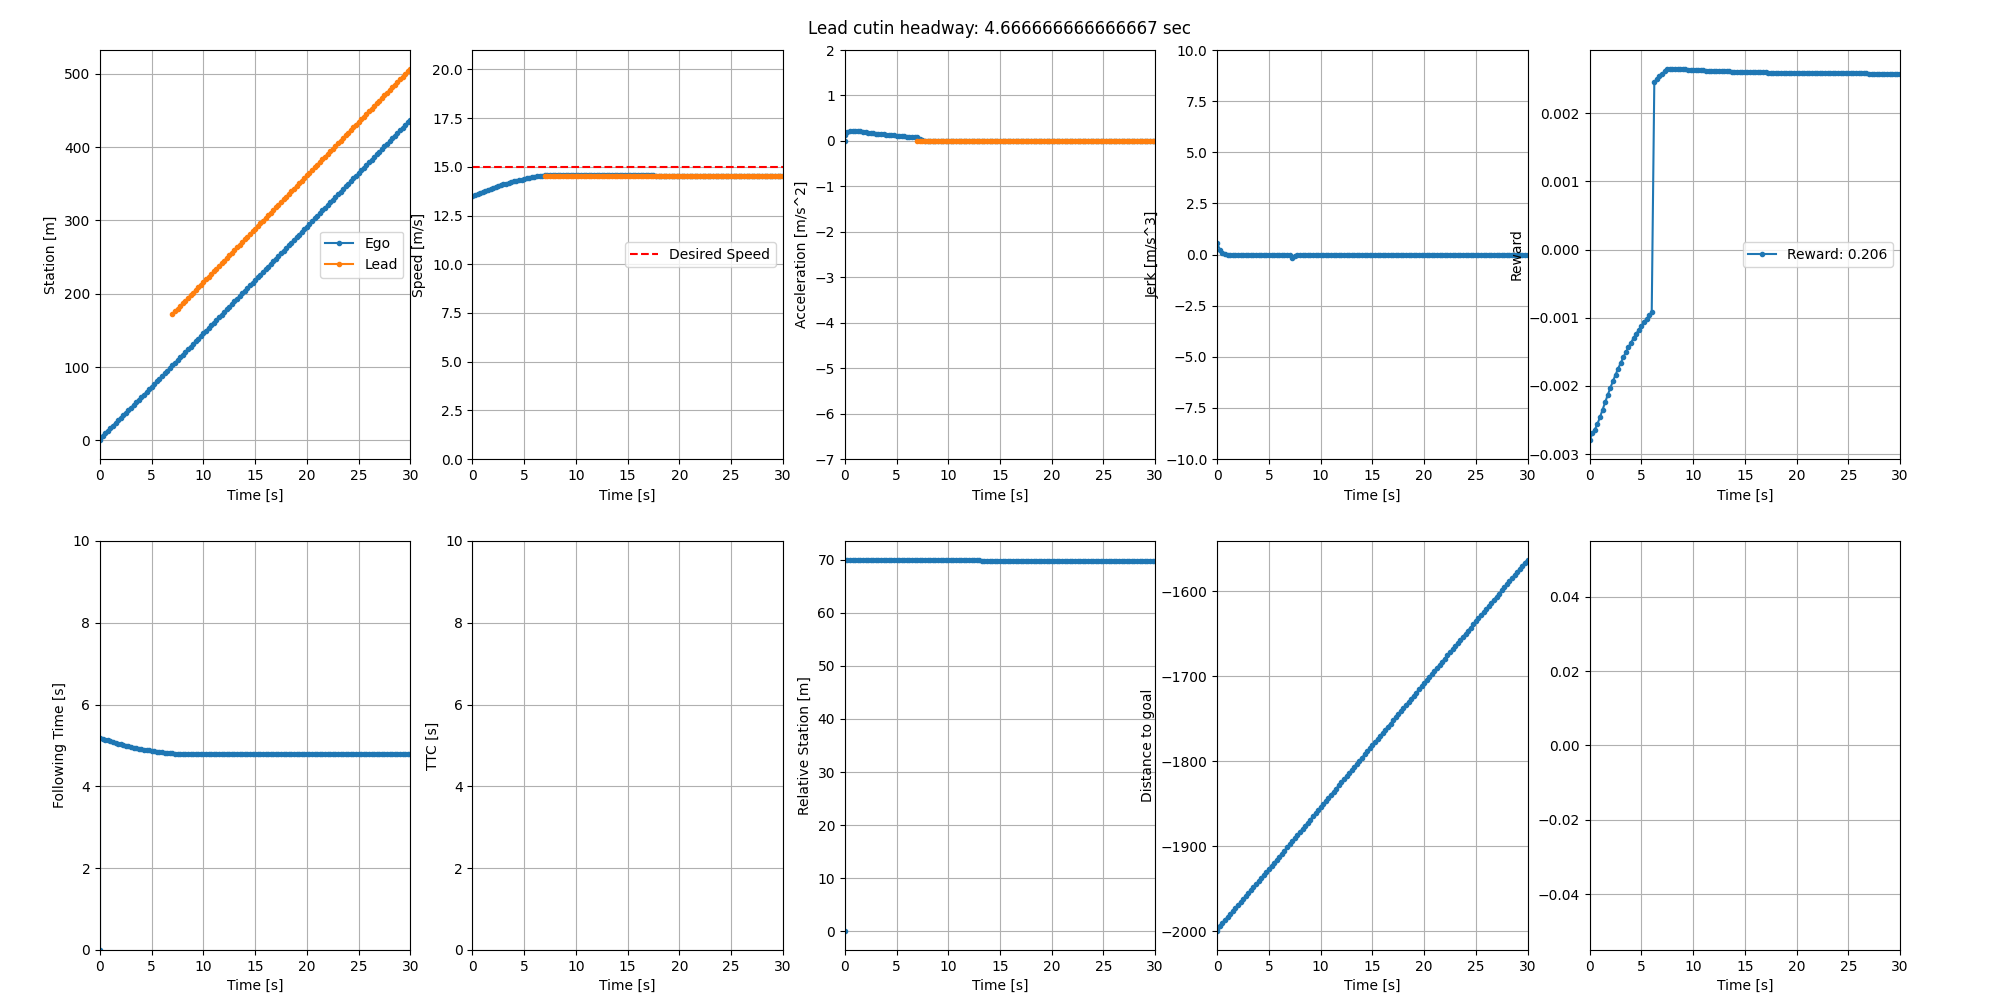 Lead cutin headway: 4.666666666666667 sec
Station [m]
500
400
300
200
100
0
0 5 10 15 20 25 30
Time [s]
Ego
Lead
Speed [m/s]
20.0
17.5
15.0
12.5
10.0
7.5
5.0
2.5
0.0
0 5 10 15 20 25 30
Time [s]
Desired Speed
Acceleration [m/s^2]
2
1
0
−1
−2
−3
−4
−5
−6
−7
0 5 10 15 20 25 30
Time [s]
Jerk [m/s^3]
10.0
7.5
5.0
2.5
0.0
−2.5
−5.0
−7.5
−10.0
0 5 10 15 20 25 30
Time [s]
Reward
0.002
0.001
0.000
−0.001
−0.002
−0.003
0 5 10 15 20 25 30
Time [s]
Reward: 0.206
Following Time [s]
10
8
6
4
2
0
0 5 10 15 20 25 30
Time [s]
TTC [s]
10
8
6
4
2
0
0 5 10 15 20 25 30
Time [s]
Relative Station [m]
70
60
50
40
30
20
10
0
0 5 10 15 20 25 30
Time [s]
Distance to goal
−1600
−1700
−1800
−1900
−2000
0 5 10 15 20 25 30
Time [s]
0.04
0.02
0.00
−0.02
−0.04
0 5 10 15 20 25 30
Time [s]